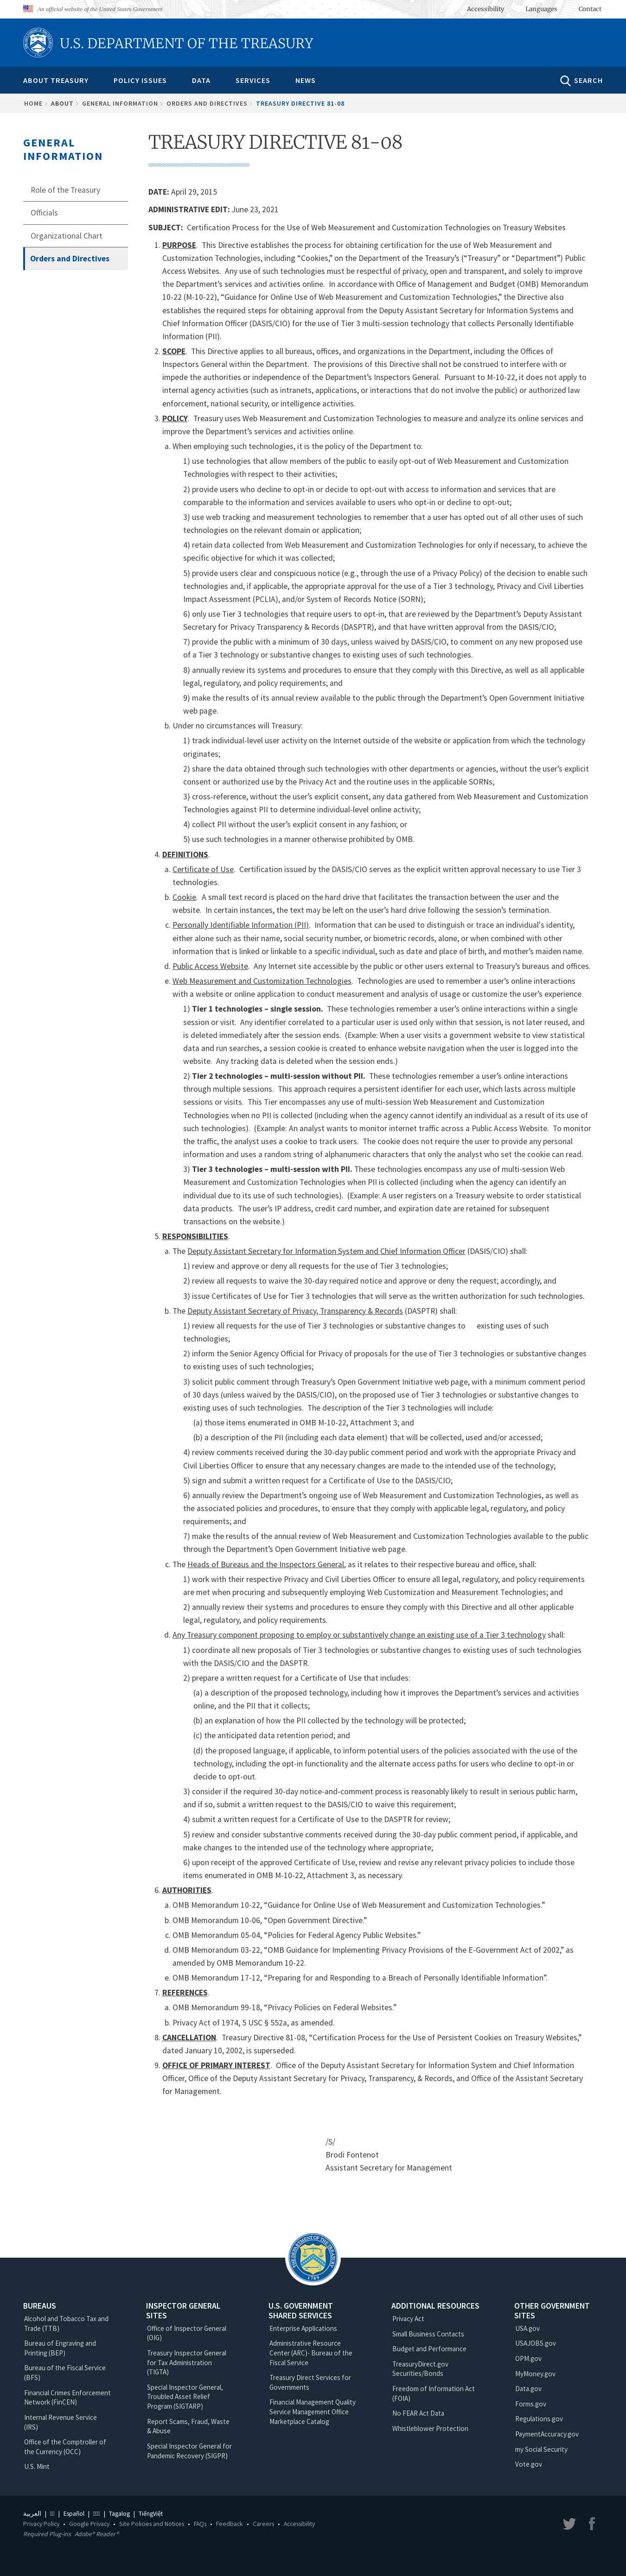 An official website of the United States Government
Accessibility Languages Contact
U.S. DEPARTMENT OF THE TREASURY
ABOUT TREASURY POLICY ISSUES DATA SERVICES NEWS SEARCH
HOME ABOUT GENERAL INFORMATION ORDERS AND DIRECTIVES TREASURY DIRECTIVE 81-08
GENERAL
INFORMATION
Role of the Treasury
Officials
Organizational Chart
Orders and Directives
TREASURY DIRECTIVE 81-08
DATE: April 29, 2015
ADMINISTRATIVE EDIT: June 23, 2021
SUBJECT: Certification Process for the Use of Web Measurement and Customization Technologies on Treasury Websites
1. PURPOSE. This Directive establishes the process for obtaining certification for the use of Web Measurement and
Customization Technologies, including "Cookies," on the Department of the Treasury's ("Treasury" or "Department") Public
Access Websites. Any use of such technologies must be respectful of privacy, open and transparent, and solely to improve
the Department's services and activities online. In accordance with Office of Management and Budget (OMB) Memorandum
10-22 (M-10-22), "Guidance for Online Use of Web Measurement and Customization Technologies," the Directive also
establishes the required steps for obtaining approval from the Deputy Assistant Secretary for Information Systems and
Chief Information Officer (DASIS/CIO) for the use of Tier 3 multi-session technology that collects Personally Identifiable
Information (PII).
2. SCOPE. This Directive applies to all bureaus, offices, and organizations in the Department, including the Offices of
Inspectors General within the Department. The provisions of this Directive shall not be construed to interfere with or
impede the authorities or independence of the Department's Inspectors General. Pursuant to M-10-22, it does not apply to
internal agency activities (such as intranets, applications, or interactions that do not involve the public) or authorized law
enforcement, national security, or intelligence activities.
3. POLICY. Treasury uses Web Measurement and Customization Technologies to measure and analyze its online services and
improve the Department's services and activities online.
a. When employing such technologies, it is the policy of the Department to:
1) use technologies that allow members of the public to easily opt-out of Web Measurement and Customization
Technologies with respect to their activities;
2) provide users who decline to opt-in or decide to opt-out with access to information and services that are
comparable to the information and services available to users who opt-in or decline to opt-out;
3) use web tracking and measurement technologies to remember that a user has opted out of all other uses of such
technologies on the relevant domain or application;
4) retain data collected from Web Measurement and Customization Technologies for only if necessary, to achieve the
specific objective for which it was collected;
5) provide users clear and conspicuous notice (e.g., through the use of a Privacy Policy) of the decision to enable such
technologies and, if applicable, the appropriate approval for the use of a Tier 3 technology, Privacy and Civil Liberties
Impact Assessment (PCLIA), and/or System of Records Notice (SORN);
6) only use Tier 3 technologies that require users to opt-in, that are reviewed by the Department's Deputy Assistant
Secretary for Privacy Transparency & Records (DASPTR), and that have written approval from the DASIS/CIO;
7) provide the public with a minimum of 30 days, unless waived by DASIS/CIO, to comment on any new proposed use
of a Tier 3 technology or substantive changes to existing uses of such technologies.
8) annually review its systems and procedures to ensure that they comply with this Directive, as well as all applicable
legal, regulatory, and policy requirements; and
9) make the results of its annual review available to the public through the Department's Open Government Initiative
web page.
b. Under no circumstances will Treasury:
1) track individual-level user activity on the Internet outside of the website or application from which the technology
originates;
2) share the data obtained through such technologies with other departments or agencies, without the user's explicit
consent or authorized use by the Privacy Act and the routine uses in the applicable SORNs;
3) cross-reference, without the user's explicit consent, any data gathered from Web Measurement and Customization
Technologies against PII to determine individual-level online activity;
4) collect PII without the user's explicit consent in any fashion; or
5) use such technologies in a manner otherwise prohibited by OMB.
4. DEFINITIONS.
a. Certificate of Use. Certification issued by the DASIS/CIO serves as the explicit written approval necessary to use Tier 3
technologies.
b. Cookie. A small text record is placed on the hard drive that facilitates the transaction between the user and the
website. In certain instances, the text may be left on the user's hard drive following the session's termination.
c. Personally Identifiable Information (PII). Information that can be used to distinguish or trace an individual's identity,
either alone such as their name, social security number, or biometric records, alone, or when combined with other
information that is linked or linkable to a specific individual, such as date and place of birth, and mother's maiden name.
d. Public Access Website. Any Internet site accessible by the public or other users external to Treasury's bureaus and offices.
e. Web Measurement and Customization Technologies. Technologies are used to remember a user's online interactions
with a website or online application to conduct measurement and analysis of usage or customize the user's experience.
1) Tier 1 technologies – single session. These technologies remember a user's online interactions within a single
session or visit. Any identifier correlated to a particular user is used only within that session, is not later reused, and
is deleted immediately after the session ends. (Example: When a user visits a government website to view statistical
data and run searches, a session cookie is created to enhance website navigation when the user is logged into the
website. Any tracking data is deleted when the session ends.)
2) Tier 2 technologies – multi-session without PII. These technologies remember a user's online interactions
through multiple sessions. This approach requires a persistent identifier for each user, which lasts across multiple
sessions or visits. This Tier encompasses any use of multi-session Web Measurement and Customization
Technologies when no PII is collected (including when the agency cannot identify an individual as a result of its use of
such technologies). (Example: An analyst wants to monitor internet traffic across a Public Access Website. To monitor
the traffic, the analyst uses a cookie to track users. The cookie does not require the user to provide any personal
information and uses a random string of alphanumeric characters that only the analyst who set the cookie can read.
3) Tier 3 technologies – multi-session with PII. These technologies encompass any use of multi-session Web
Measurement and Customization Technologies when PII is collected (including when the agency can identify an
individual due to its use of such technologies). (Example: A user registers on a Treasury website to order statistical
data products. The user's IP address, credit card number, and expiration date are retained for subsequent
transactions on the website.)
5. RESPONSIBILITIES.
a. The Deputy Assistant Secretary for Information System and Chief Information Officer (DASIS/CIO) shall:
1) review and approve or deny all requests for the use of Tier 3 technologies;
2) review all requests to waive the 30-day required notice and approve or deny the request; accordingly, and
3) issue Certificates of Use for Tier 3 technologies that will serve as the written authorization for such technologies.
b. The Deputy Assistant Secretary of Privacy, Transparency & Records (DASPTR) shall:
1) review all requests for the use of Tier 3 technologies or substantive changes to existing uses of such
technologies;
2) inform the Senior Agency Official for Privacy of proposals for the use of Tier 3 technologies or substantive changes
to existing uses of such technologies;
3) solicit public comment through Treasury's Open Government Initiative web page, with a minimum comment period
of 30 days (unless waived by the DASIS/CIO), on the proposed use of Tier 3 technologies or substantive changes to
existing uses of such technologies. The description of the Tier 3 technologies will include:
(a) those items enumerated in OMB M-10-22, Attachment 3; and
(b) a description of the PII (including each data element) that will be collected, used and/or accessed;
4) review comments received during the 30-day public comment period and work with the appropriate Privacy and
Civil Liberties Officer to ensure that any necessary changes are made to the intended use of the technology;
5) sign and submit a written request for a Certificate of Use to the DASIS/CIO;
6) annually review the Department's ongoing use of Web Measurement and Customization Technologies, as well as
the associated policies and procedures, to ensure that they comply with applicable legal, regulatory, and policy
requirements; and
7) make the results of the annual review of Web Measurement and Customization Technologies available to the public
through the Department's Open Government Initiative web page.
c. The Heads of Bureaus and the Inspectors General, as it relates to their respective bureau and office, shall:
1) work with their respective Privacy and Civil Liberties Officer to ensure all legal, regulatory, and policy requirements
are met when procuring and subsequently employing Web Customization and Measurement Technologies; and
2) annually review their systems and procedures to ensure they comply with this Directive and all other applicable
legal, regulatory, and policy requirements.
d. Any Treasury component proposing to employ or substantively change an existing use of a Tier 3 technology shall:
1) coordinate all new proposals of Tier 3 technologies or substantive changes to existing uses of such technologies
with the DASIS/CIO and the DASPTR.
2) prepare a written request for a Certificate of Use that includes:
(a) a description of the proposed technology, including how it improves the Department's services and activities
online, and the PII that it collects;
(b) an explanation of how the PII collected by the technology will be protected;
(c) the anticipated data retention period; and
(d) the proposed language, if applicable, to inform potential users of the policies associated with the use of the
technology, including the opt-in functionality and the alternate access paths for users who decline to opt-in or
decide to opt-out.
3) consider if the required 30-day notice-and-comment process is reasonably likely to result in serious public harm,
and if so, submit a written request to the DASIS/CIO to waive this requirement;
4) submit a written request for a Certificate of Use to the DASPTR for review;
5) review and consider substantive comments received during the 30-day public comment period, if applicable, and
make changes to the intended use of the technology where appropriate;
6) upon receipt of the approved Certificate of Use, review and revise any relevant privacy policies to include those
items enumerated in OMB M-10-22, Attachment 3, as necessary.
6. AUTHORITIES.
a. OMB Memorandum 10-22, "Guidance for Online Use of Web Measurement and Customization Technologies."
b. OMB Memorandum 10-06, "Open Government Directive."
c. OMB Memorandum 05-04, "Policies for Federal Agency Public Websites."
d. OMB Memorandum 03-22, "OMB Guidance for Implementing Privacy Provisions of the E-Government Act of 2002," as
amended by OMB Memorandum 10-22.
e. OMB Memorandum 17-12, "Preparing for and Responding to a Breach of Personally Identifiable Information".
7. REFERENCES.
a. OMB Memorandum 99-18, "Privacy Policies on Federal Websites."
b. Privacy Act of 1974, 5 USC § 552a, as amended.
8. CANCELLATION. Treasury Directive 81-08, "Certification Process for the Use of Persistent Cookies on Treasury Websites,"
dated January 10, 2002, is superseded.
9. OFFICE OF PRIMARY INTEREST. Office of the Deputy Assistant Secretary for Information System and Chief Information
Officer, Office of the Deputy Assistant Secretary for Privacy, Transparency, & Records, and Office of the Assistant Secretary
for Management.
/S/
Brodi Fontenot
Assistant Secretary for Management
BUREAUS
Alcohol and Tobacco Tax and
Trade (TTB)
Bureau of Engraving and
Printing (BEP)
Bureau of the Fiscal Service
(BFS)
Financial Crimes Enforcement
Network (FinCEN)
Internal Revenue Service
(IRS)
Office of the Comptroller of
the Currency (OCC)
U.S. Mint
INSPECTOR GENERAL
SITES
Office of Inspector General
(OIG)
Treasury Inspector General
for Tax Administration
(TIGTA)
Special Inspector General,
Troubled Asset Relief
Program (SIGTARP)
Report Scams, Fraud, Waste
& Abuse
Special Inspector General for
Pandemic Recovery (SIGPR)
U.S. GOVERNMENT
SHARED SERVICES
Enterprise Applications
Administrative Resource
Center (ARC)- Bureau of the
Fiscal Service
Treasury Direct Services for
Governments
Financial Management Quality
Service Management Office
Marketplace Catalog
ADDITIONAL RESOURCES
Privacy Act
Small Business Contacts
Budget and Performance
TreasuryDirect.gov
Securities/Bonds
Freedom of Information Act
(FOIA)
No FEAR Act Data
Whistleblower Protection
OTHER GOVERNMENT
SITES
USA.gov
USAJOBS.gov
OPM.gov
MyMoney.gov
Data.gov
Forms.gov
Regulations.gov
PaymentAccuracy.gov
my Social Security
Vote.gov
العربية | | Español | | Tagalog | TiếngViệt
Privacy Policy • Google Privacy • Site Policies and Notices • FAQs • Feedback • Careers • Accessibility
Required Plug-ins Adobe® Reader®